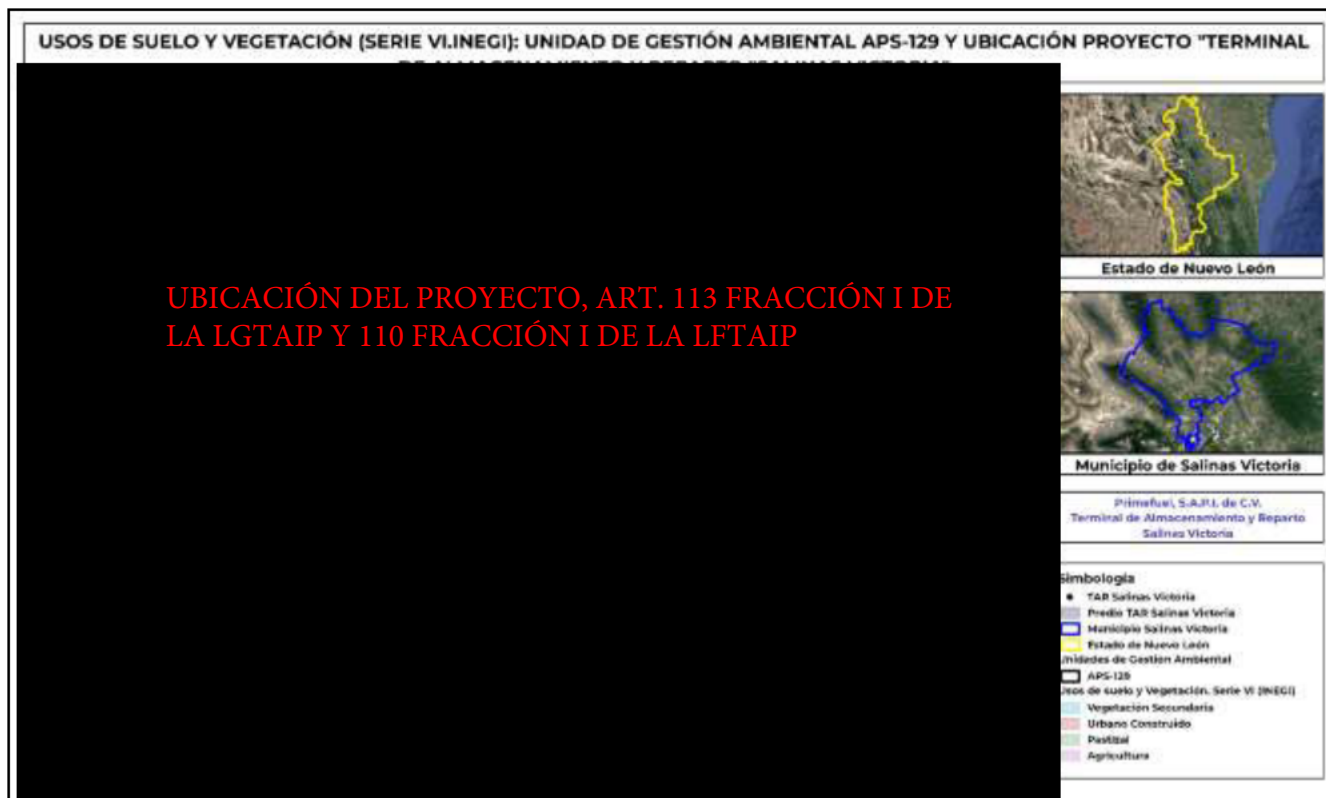 USOS DE SUELO Y VEGETACIÓN (SERIE VI.INEGI): UNIDAD DE GESTIÓN AMBIENTAL APS-129 Y UBICACIÓN PROYECTO "TERMINAL
UBICACIÓN DEL PROYECTO, ART. 113 FRACCIÓN I DE
LA LGTAIP Y 110 FRACCIÓN I DE LA LFTAIP
Estado de Nuevo León
Municipio de Salinas Victoria
Primefuel, S.A.P.I. de C.V.
Terminal de Almacenamiento y Reparto
Salinas Victoria
Simbología
TAR Salinas Victoria
Predio TAR Salinas Victoria
Municipio Salinas Victoria
Estado de Nuevo León
Unidades de Gestión Ambiental
APS-129
Usos de suelo y Vegetación. Serie VI (INEGI)
Vegetación Secundaria
Urbano Construido
Pastizal
Agricultura